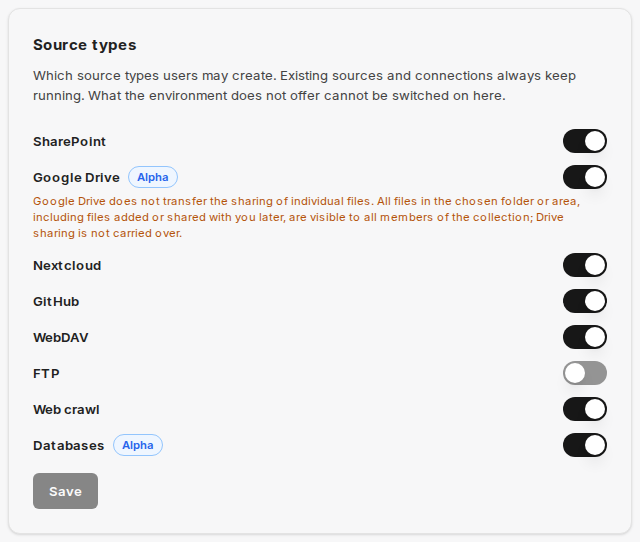 Source types
Which source types users may create. Existing sources and connections always keep
running. What the environment does not offer cannot be switched on here.
SharePoint
Google Drive Alpha
Google Drive does not transfer the sharing of individual files. All files in the chosen folder or area,
including files added or shared with you later, are visible to all members of the collection; Drive
sharing is not carried over.
Nextcloud
GitHub
WebDAV
FTP
Web crawl
Databases Alpha
Save